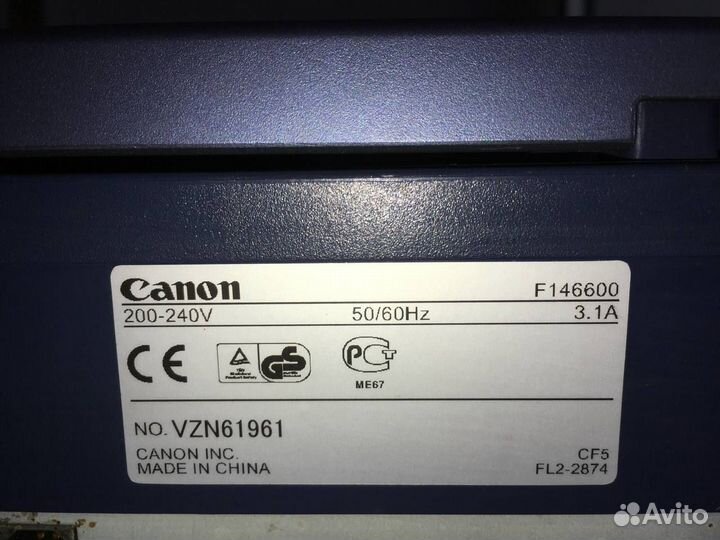 Canon F146600
200-240V 50/60Hz 3.1A
CE
TÜV GS PCT
ME67
NO. VZN61961
CANON INC. CF5
MADE IN CHINA FL2-2874
Avito